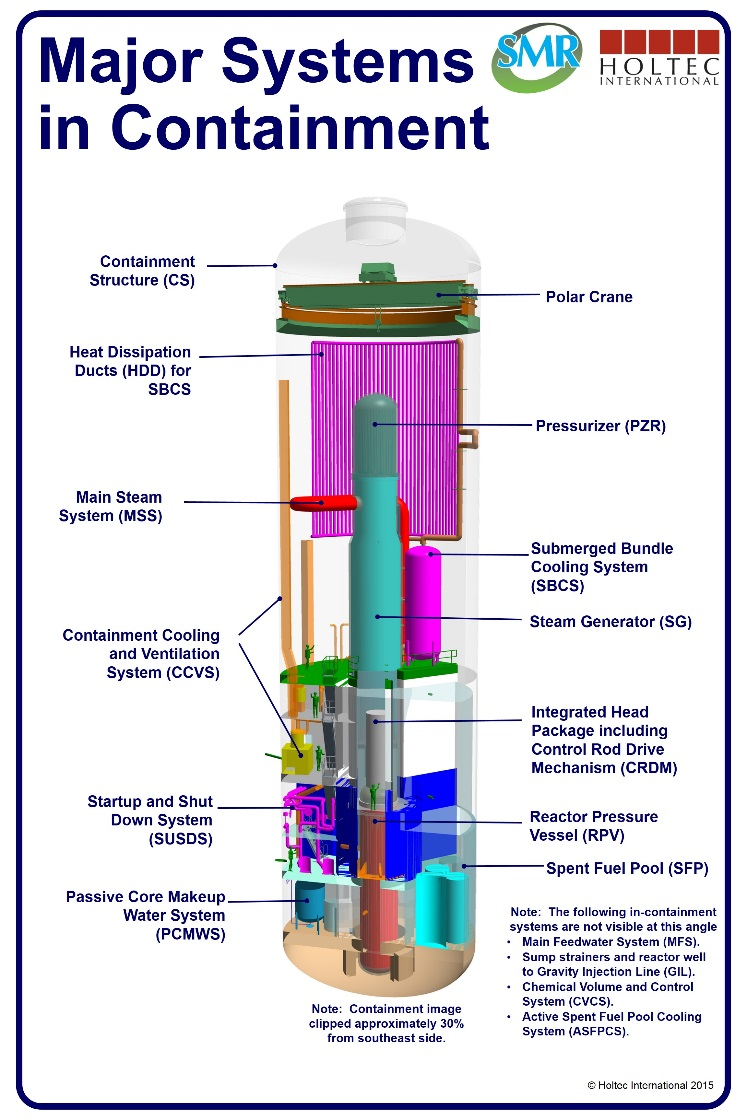 Major Systems
in Containment
SMR
HOLTEC
INTERNATIONAL
Containment
Structure (CS)
Polar Crane
Heat Dissipation
Ducts (HDD) for
SBCS
Pressurizer (PZR)
Main Steam
System (MSS)
Submerged Bundle
Cooling System
(SBCS)
Steam Generator (SG)
Containment Cooling
and Ventilation
System (CCVS)
Integrated Head
Package including
Control Rod Drive
Mechanism (CRDM)
Startup and Shut
Down System
(SUSDS)
Reactor Pressure
Vessel (RPV)
Spent Fuel Pool (SFP)
Passive Core Makeup
Water System
(PCMWS)
Note: The following in-containment
systems are not visible at this angle
• Main Feedwater System (MFS).
• Sump strainers and reactor well
to Gravity Injection Line (GIL).
• Chemical Volume and Control
System (CVCS).
• Active Spent Fuel Pool Cooling
System (ASFPCS).
Note: Containment image
clipped approximately 30%
from southeast side.
© Holtec International 2015